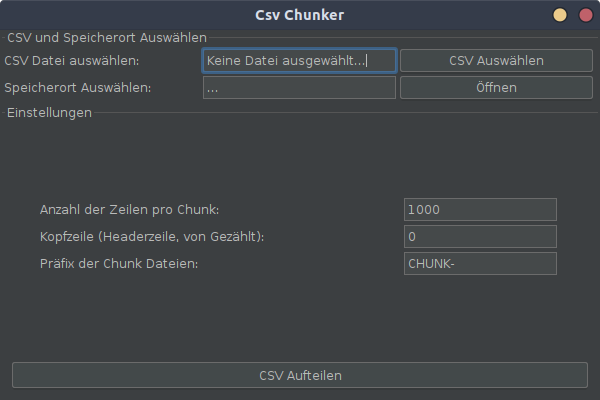 Csv Chunker
CSV und Speicherort Auswählen
CSV Datei auswählen: Keine Datei ausgewählt... CSV Auswählen
Speicherort Auswählen: ... Öffnen
Einstellungen
Anzahl der Zeilen pro Chunk: 1000
Kopfzeile (Headerzeile, von Gezählt): 0
Präfix der Chunk Dateien: CHUNK-
CSV Aufteilen